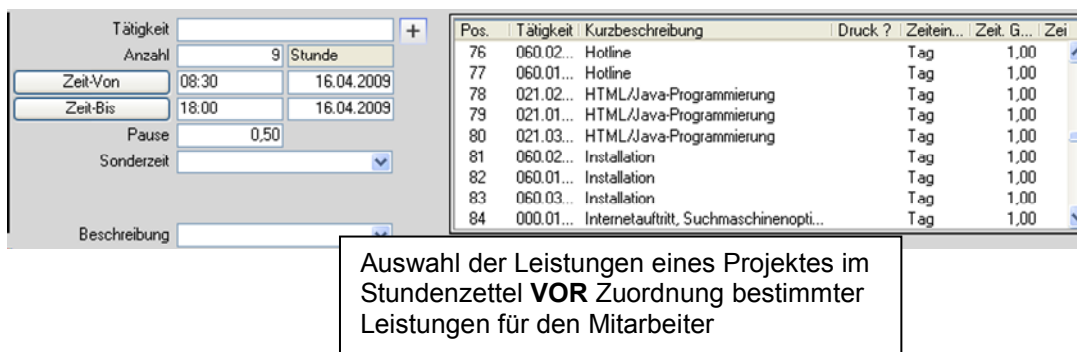 Tätigkeit +
Anzahl 9 Stunde
Zeit-Von 08:30 16.04.2009
Zeit-Bis 18:00 16.04.2009
Pause 0,50
Sonderzeit
Beschreibung
Pos. Tätigkeit Kurzbeschreibung Druck ? Zeitein... Zeit. G... Zei
76 060.02... Hotline Tag 1,00
77 060.01... Hotline Tag 1,00
78 021.02... HTML/Java-Programmierung Tag 1,00
79 021.01... HTML/Java-Programmierung Tag 1,00
80 021.03... HTML/Java-Programmierung Tag 1,00
81 060.02... Installation Tag 1,00
82 060.01... Installation Tag 1,00
83 060.03... Installation Tag 1,00
84 000.01... Internetauftritt, Suchmaschinenopti... Tag 1,00
Auswahl der Leistungen eines Projektes im
Stundenzettel VOR Zuordnung bestimmter
Leistungen für den Mitarbeiter